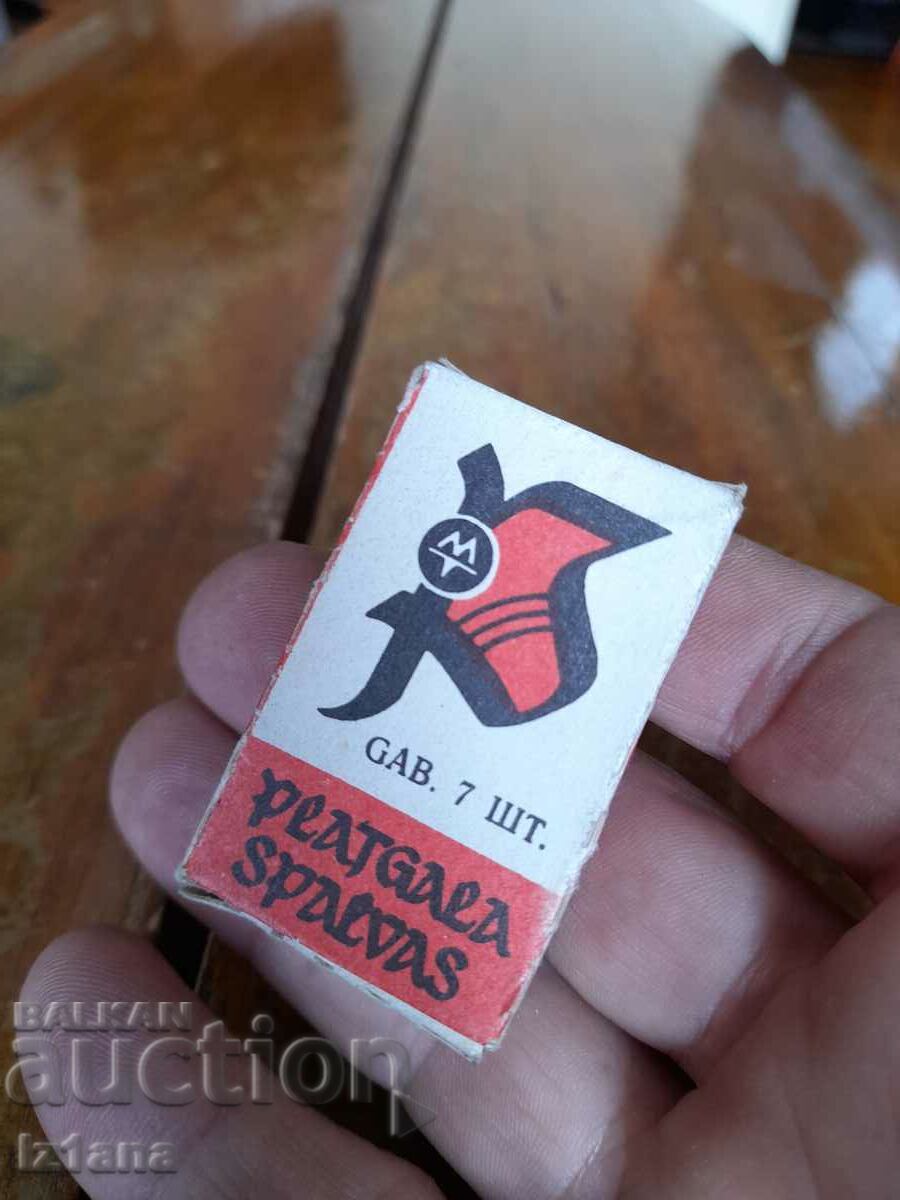 M
GAB. 7 ШТ.
PLATGALA
SPALVAS
BALKAN
auction
iz1ana